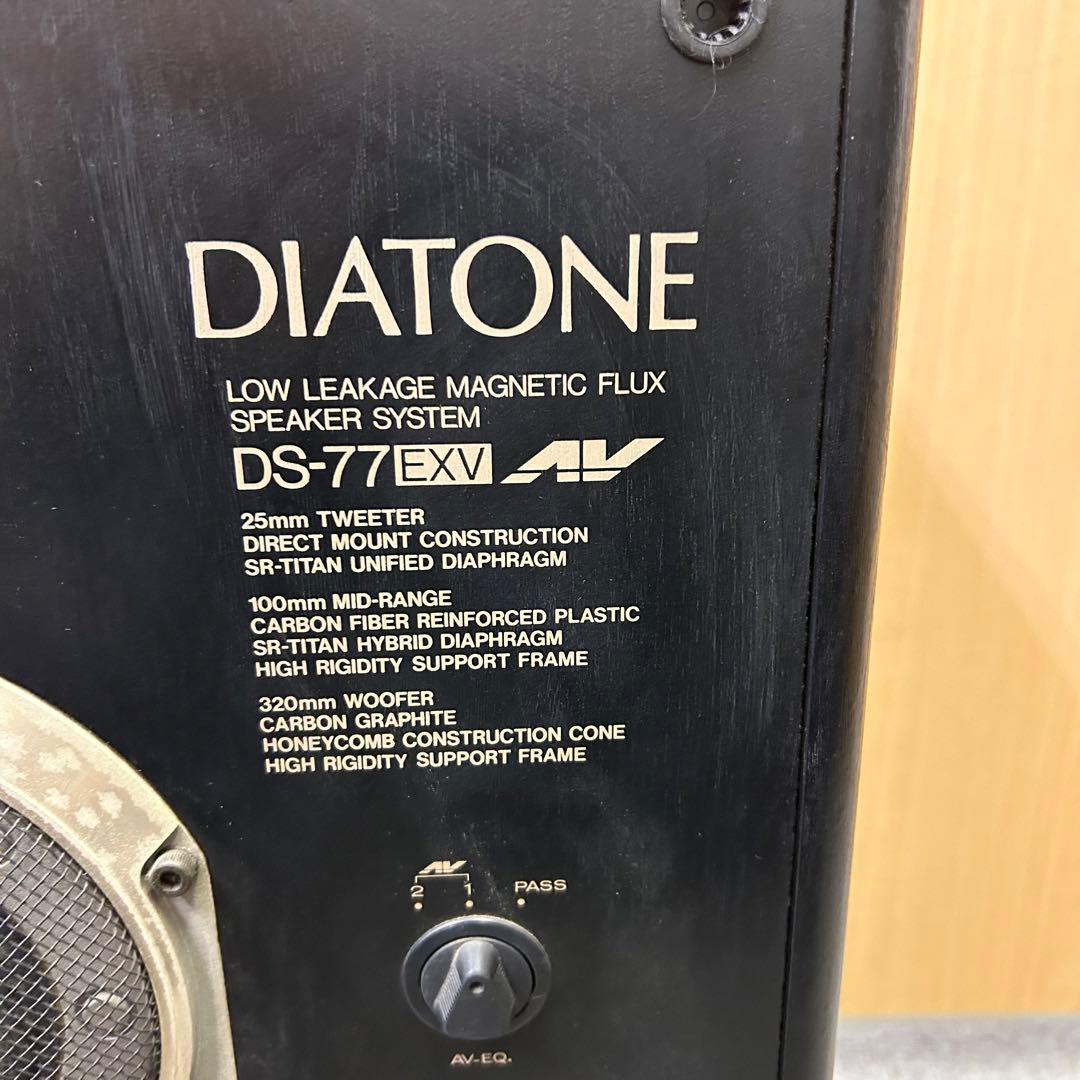 DIATONE
LOW LEAKAGE MAGNETIC FLUX
SPEAKER SYSTEM
DS-77 EXV AV
25mm TWEETER
DIRECT MOUNT CONSTRUCTION
SR-TITAN UNIFIED DIAPHRAGM
100mm MID-RANGE
CARBON FIBER REINFORCED PLASTIC
SR-TITAN HYBRID DIAPHRAGM
HIGH RIGIDITY SUPPORT FRAME
320mm WOOFER
CARBON GRAPHITE
HONEYCOMB CONSTRUCTION CONE
HIGH RIGIDITY SUPPORT FRAME
AV
2 1 PASS
AV-EQ.